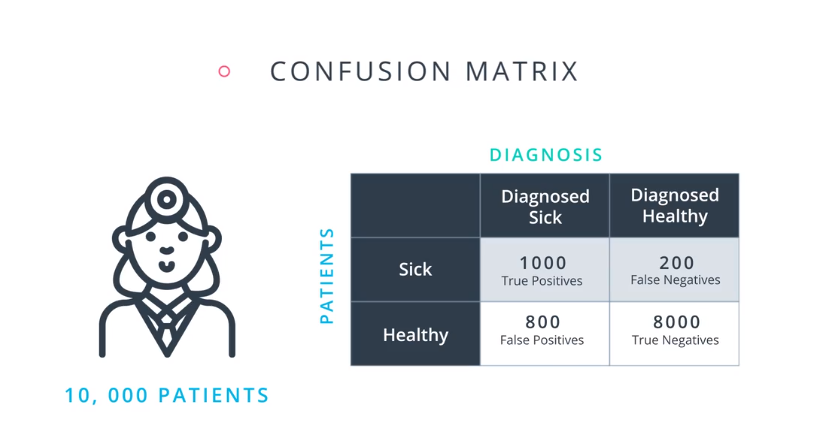 CONFUSION MATRIX
DIAGNOSIS
Diagnosed
Sick
Diagnosed
Healthy
PATIENTS
Sick
1000
True Positives
200
False Negatives
Healthy
800
False Positives
8000
True Negatives
10, 000 PATIENTS